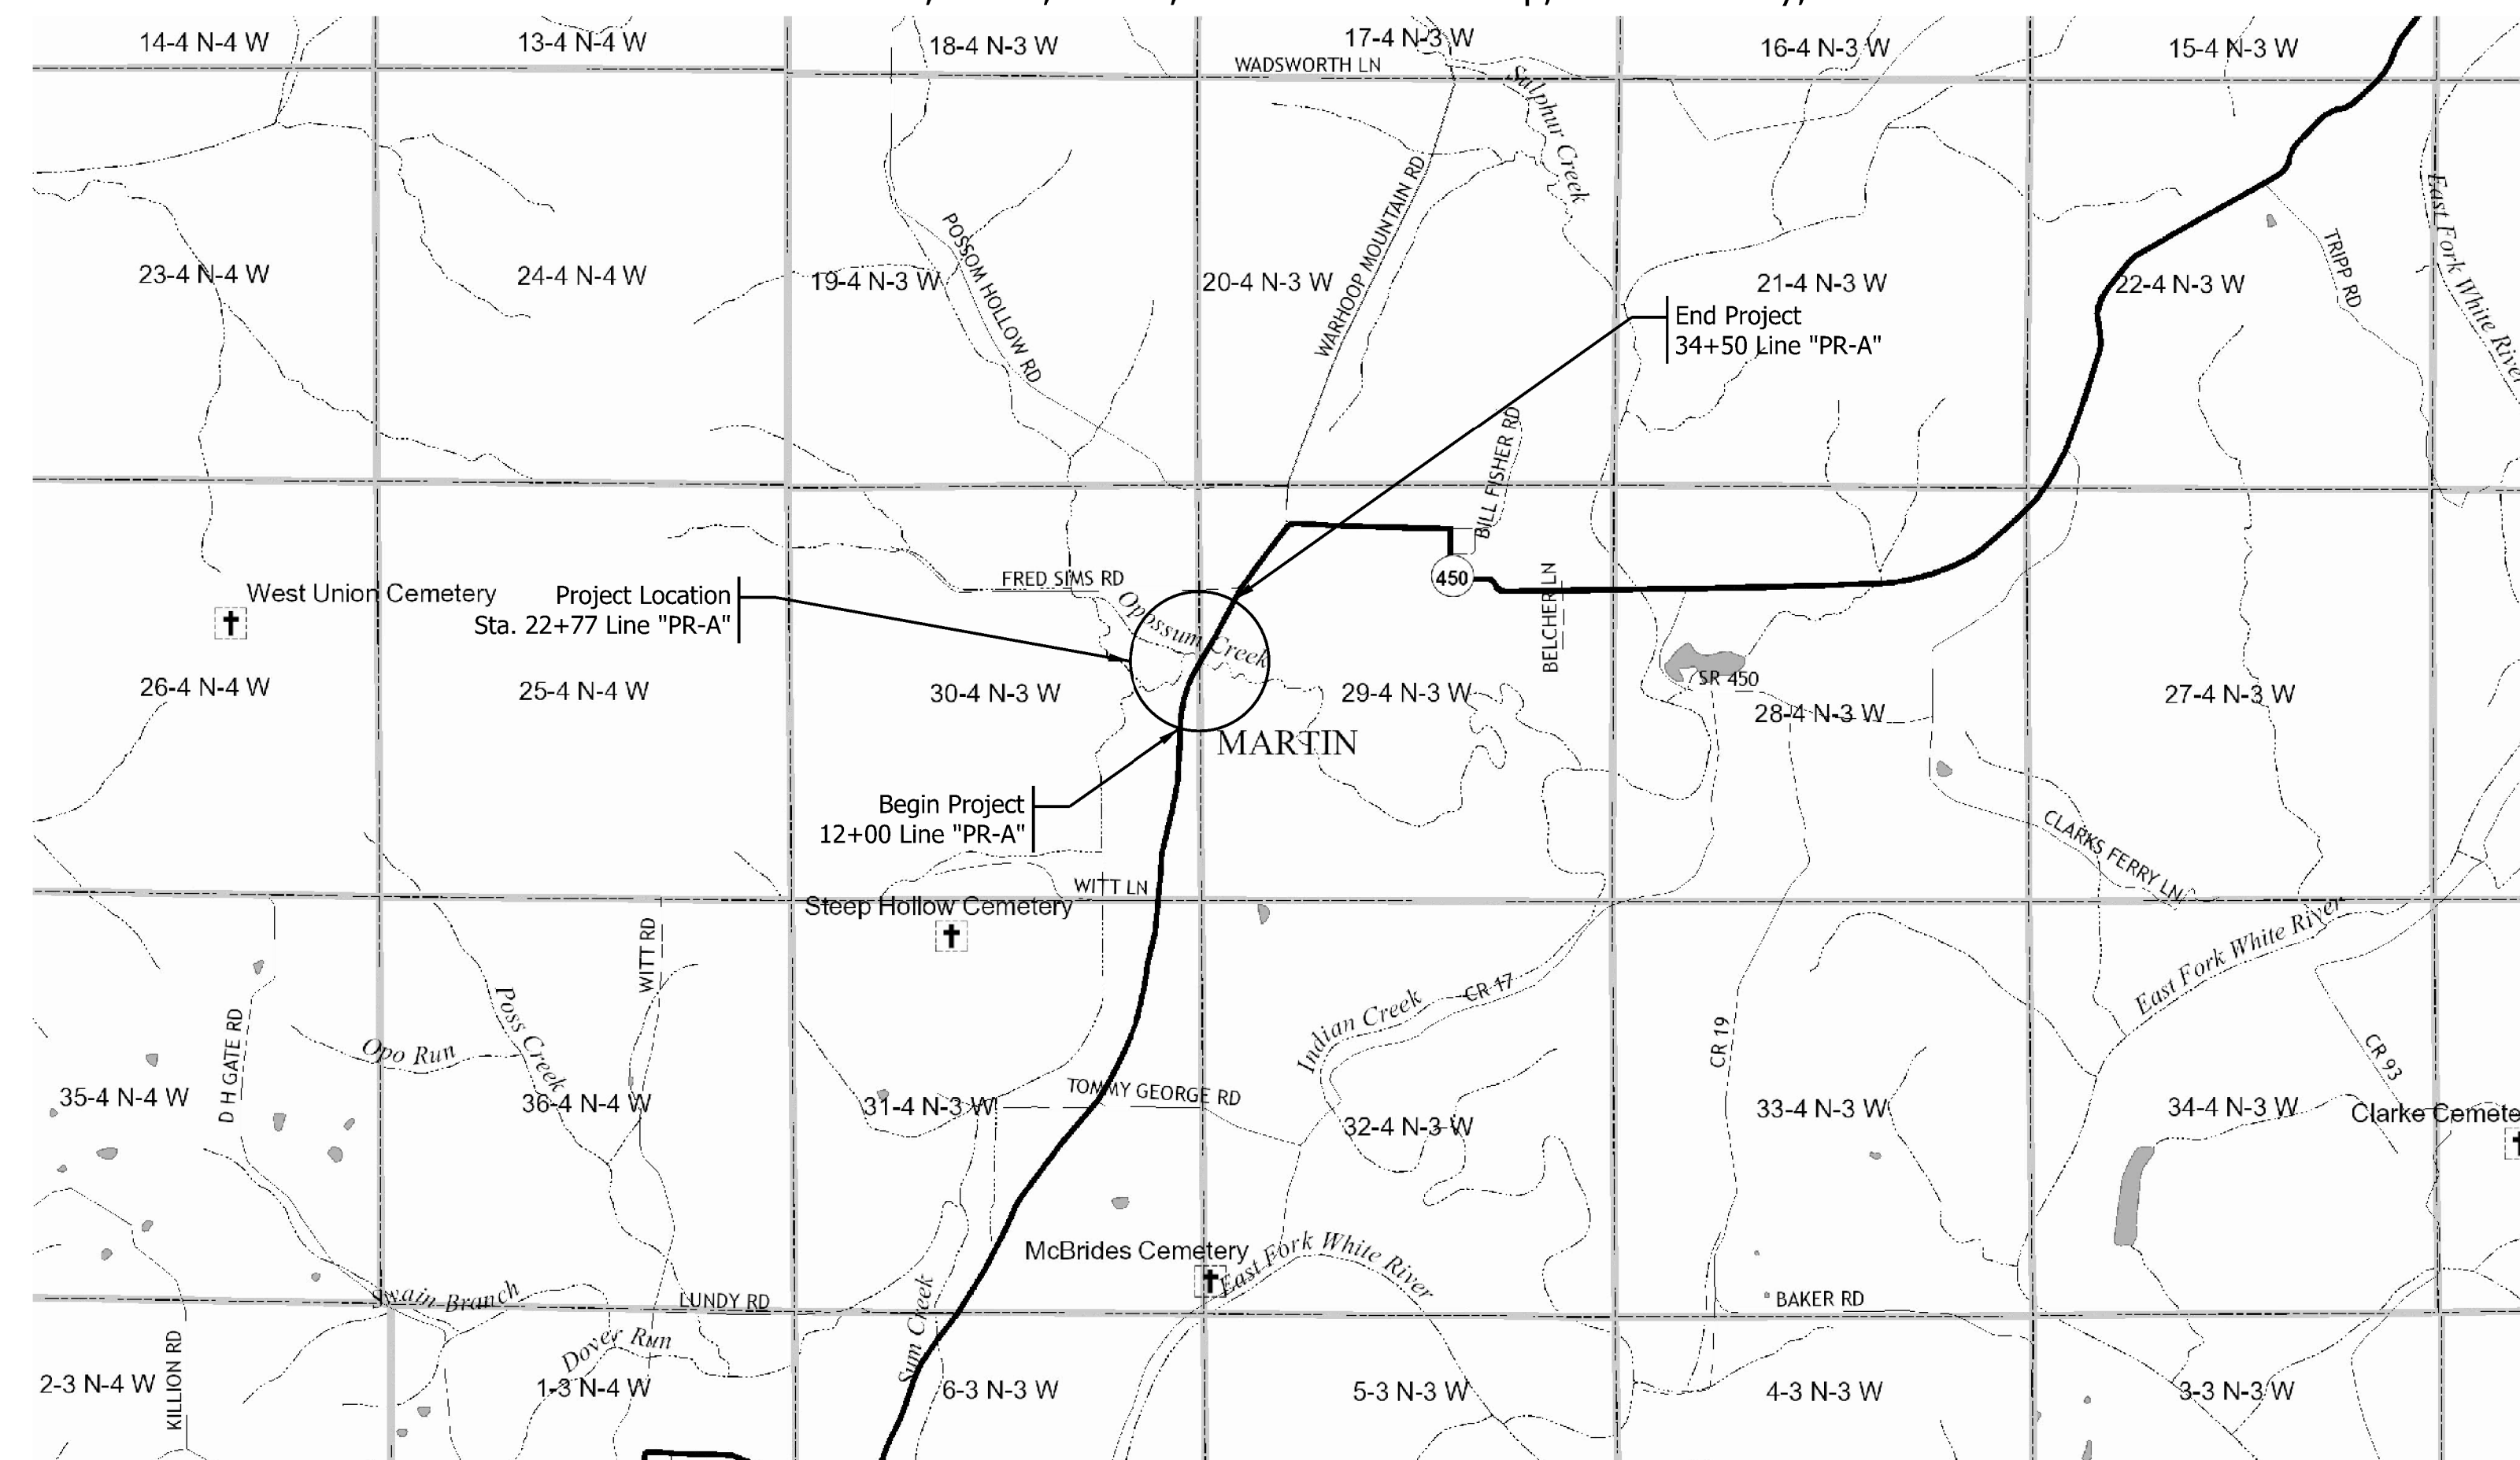 14-4 N-4 W
13-4 N-4 W
18-4 N-3 W
17-4 N-3 W
16-4 N-3 W
15-4 N-3 W
WADSWORTH LN
Sulphur Creek
WARHOOP MOUNTAIN RD
POSSOM HOLLOW RD
East Fork White River
TRIPP RD
23-4 N-4 W
24-4 N-4 W
19-4 N-3 W
20-4 N-3 W
21-4 N-3 W
22-4 N-3 W
End Project
34+50 Line "PR-A"
BILL FISHER RD
450
FRED SIMS RD
Opossum Creek
BELCHER LN
West Union Cemetery
Project Location
Sta. 22+77 Line "PR-A"
SR 450
26-4 N-4 W
25-4 N-4 W
30-4 N-3 W
29-4 N-3 W
28-4 N-3 W
27-4 N-3 W
MARTIN
Begin Project
12+00 Line "PR-A"
CLARKS FERRY LN
WITT LN
Steep Hollow Cemetery
WITT RD
East Fork White River
Indian Creek
CR 17
Poss Creek
Opo Run
D H GATE RD
CR 19
CR 93
TOMMY GEORGE RD
35-4 N-4 W
36-4 N-4 W
31-4 N-3 W
32-4 N-3 W
33-4 N-3 W
34-4 N-3 W
Clarke Cemete
McBrides Cemetery
East Fork White River
Swain Branch
LUNDY RD
BAKER RD
Sum Creek
Dover Run
KILLION RD
2-3 N-4 W
1-3 N-4 W
6-3 N-3 W
5-3 N-3 W
4-3 N-3 W
3-3 N-3 W